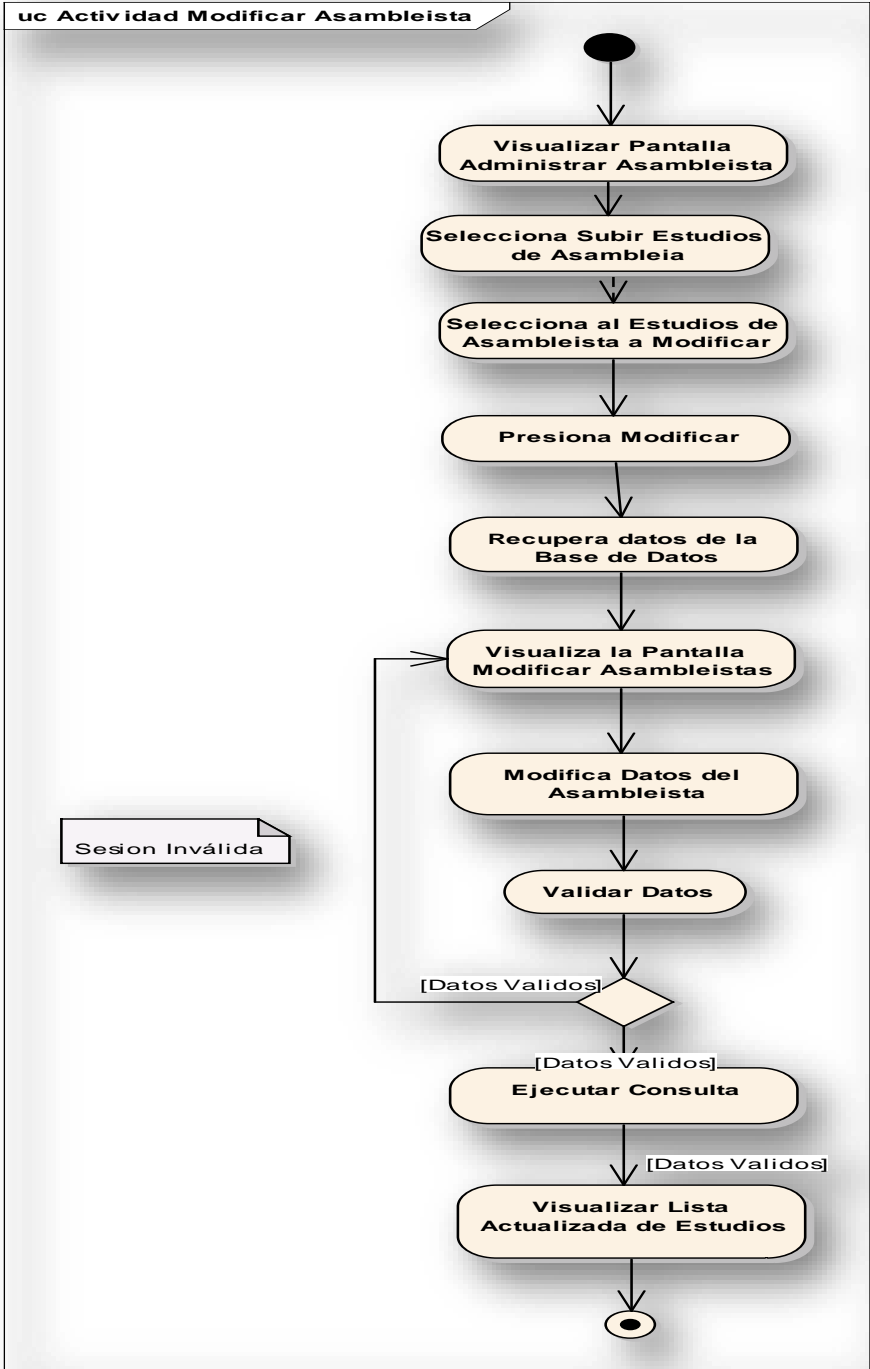 uc Actividad Modificar Asambleista
Visualizar Pantalla
Administrar Asambleista
Selecciona Subir Estudios
de Asambleia
Selecciona al Estudios de
Asambleista a Modificar
Presiona Modificar
Recupera datos de la
Base de Datos
Visualiza la Pantalla
Modificar Asambleistas
Modifica Datos del
Asambleista
Sesion Inválida
Validar Datos
[Datos Validos]
[Datos Validos]
Ejecutar Consulta
[Datos Validos]
Visualizar Lista
Actualizada de Estudios